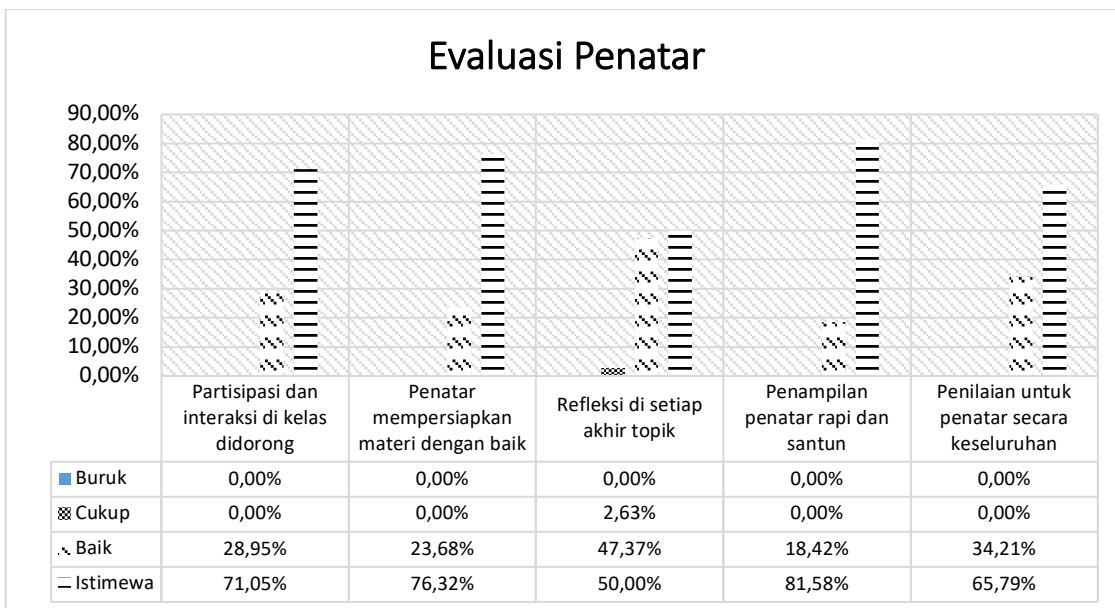 Evaluasi Penatar
90,00%
80,00%
70,00%
60,00%
50,00%
40,00%
30,00%
20,00%
10,00%
0,00%
Partisipasi dan
interaksi di kelas
didorong
Penatar
mempersiapkan
materi dengan baik
Refleksi di setiap
akhir topik
Penampilan
penatar rapi dan
santun
Penilaian untuk
penatar secara
keseluruhan
Buruk 0,00% 0,00% 0,00% 0,00% 0,00%
Cukup 0,00% 0,00% 2,63% 0,00% 0,00%
Baik 28,95% 23,68% 47,37% 18,42% 34,21%
Istimewa 71,05% 76,32% 50,00% 81,58% 65,79%